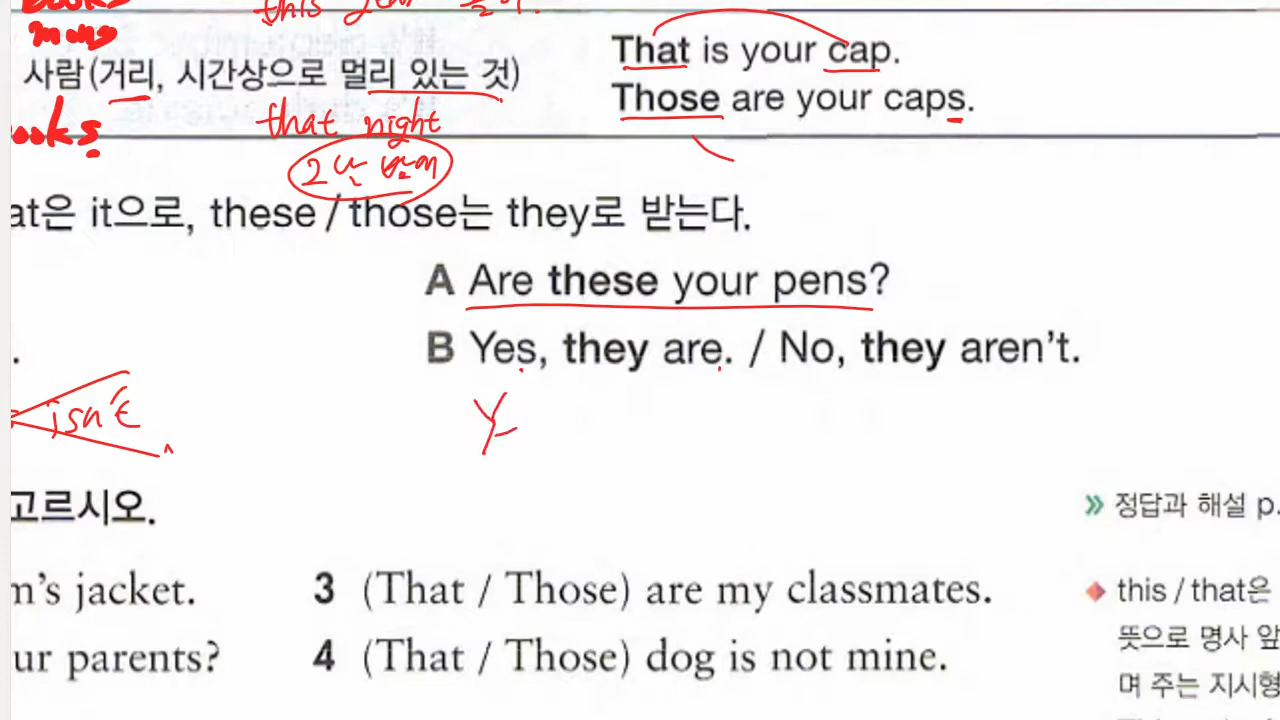 Books
this year
many
That is your cap.
사람(거리, 시간상으로 멀리 있는 것)
Those are your caps.
that night
ooks
at은 it으로, these / those는 they로 받는다.
A Are these your pens?
B Yes, they are. / No, they aren't.
.
isn't
Y
고르시오.
정답과 해설 p.
m's jacket.
3 (That / Those) are my classmates.
this / that은
뜻으로 명사 앞
ur parents?
4 (That / Those) dog is not mine.
며 주는 지시형